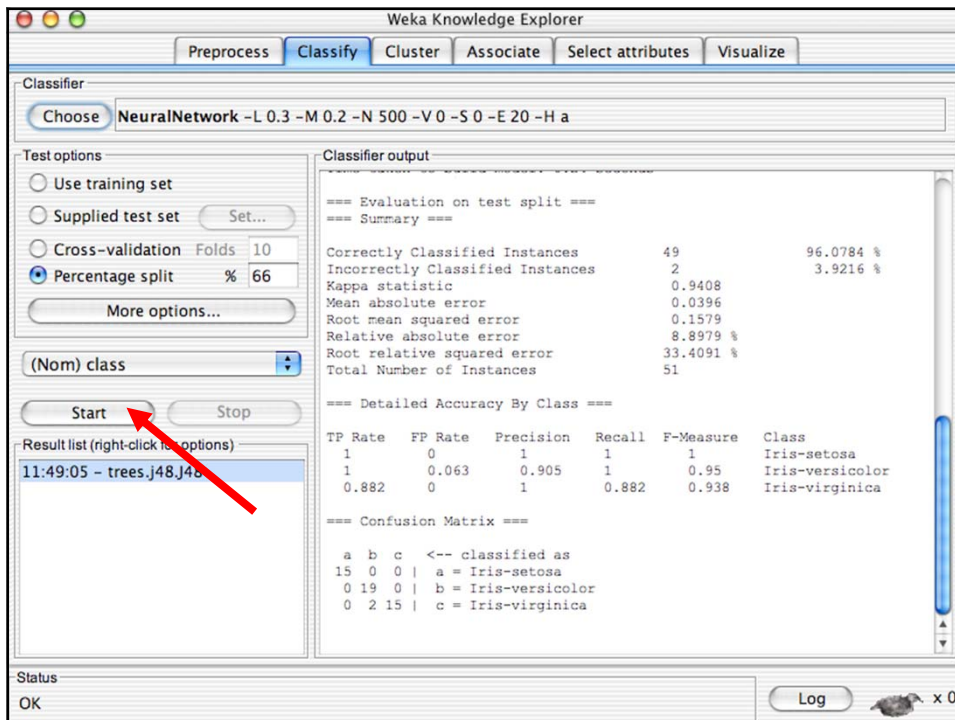 Weka Knowledge Explorer
Preprocess Classify Cluster Associate Select attributes Visualize
Classifier
Choose NeuralNetwork -L 0.3 -M 0.2 -N 500 -V 0 -S 0 -E 20 -H a
Test options
Use training set
Supplied test set Set...
Cross-validation Folds 10
Percentage split % 66
More options...
(Nom) class
Start Stop
Result list (right-click for options)
11:49:05 - trees.j48.J48
Classifier output
=== Evaluation on test split ===
=== Summary ===
Correctly Classified Instances 49 96.0784 %
Incorrectly Classified Instances 2 3.9216 %
Kappa statistic 0.9408
Mean absolute error 0.0396
Root mean squared error 0.1579
Relative absolute error 8.8979 %
Root relative squared error 33.4091 %
Total Number of Instances 51
=== Detailed Accuracy By Class ===
TP Rate FP Rate Precision Recall F-Measure Class
1 0 1 1 1 Iris-setosa
1 0.063 0.905 1 0.95 Iris-versicolor
0.882 0 1 0.882 0.938 Iris-virginica
=== Confusion Matrix ===
a b c <-- classified as
15 0 0 | a = Iris-setosa
0 19 0 | b = Iris-versicolor
0 2 15 | c = Iris-virginica
Status
OK
Log x 0